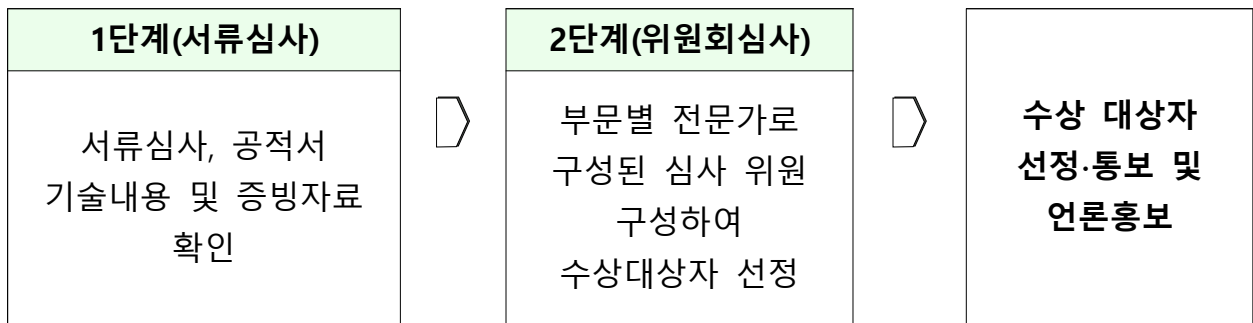 1단계(서류심사)
서류심사, 공적서
기술내용 및 증빙자료
확인
2단계(위원회심사)
부문별 전문가로
구성된 심사 위원
구성하여
수상대상자 선정
수상 대상자
선정·통보 및
언론홍보